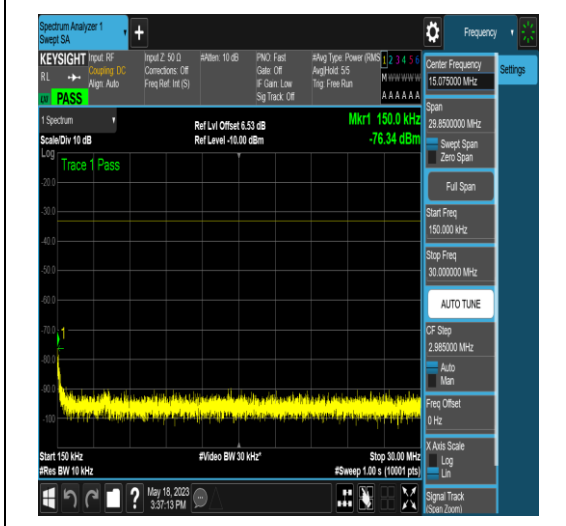 Spectrum Analyzer 1
Swept SA
+
Frequency
KEYSIGHT
RL
PASS
Input: RF
Coupling: DC
Align: Auto
Input Z: 50 Ω
Corrections: Off
Freq Ref: Int (S)
#Atten: 10 dB
PNO: Fast
Gate: Off
IF Gain: Low
Sig Track: Off
#Avg Type: Power (RMS
Avg|Hold: 5/5
Trig: Free Run
1 2 3 4 5 6
M W W W W W
A A A A A A
1 Spectrum
Scale/Div 10 dB
Ref Lvl Offset 6.53 dB
Ref Level -10.00 dBm
Mkr1 150.0 kHz
-76.34 dBm
Log
Trace 1 Pass
-20.0
-30.0
-40.0
-50.0
-60.0
-70.0
-80.0
-90.0
-100
1
Start 150 kHz
#Res BW 10 kHz
#Video BW 30 kHz*
Stop 30.00 MHz
#Sweep 1.00 s (10001 pts)
May 18, 2023
3:37:13 PM
?
Settings
Center Frequency
15.075000 MHz
Span
29.8500000 MHz
Swept Span
Zero Span
Full Span
Start Freq
150.000 kHz
Stop Freq
30.000000 MHz
AUTO TUNE
CF Step
2.985000 MHz
Auto
Man
Freq Offset
0 Hz
X Axis Scale
Log
Lin
Signal Track
(Span Zoom)